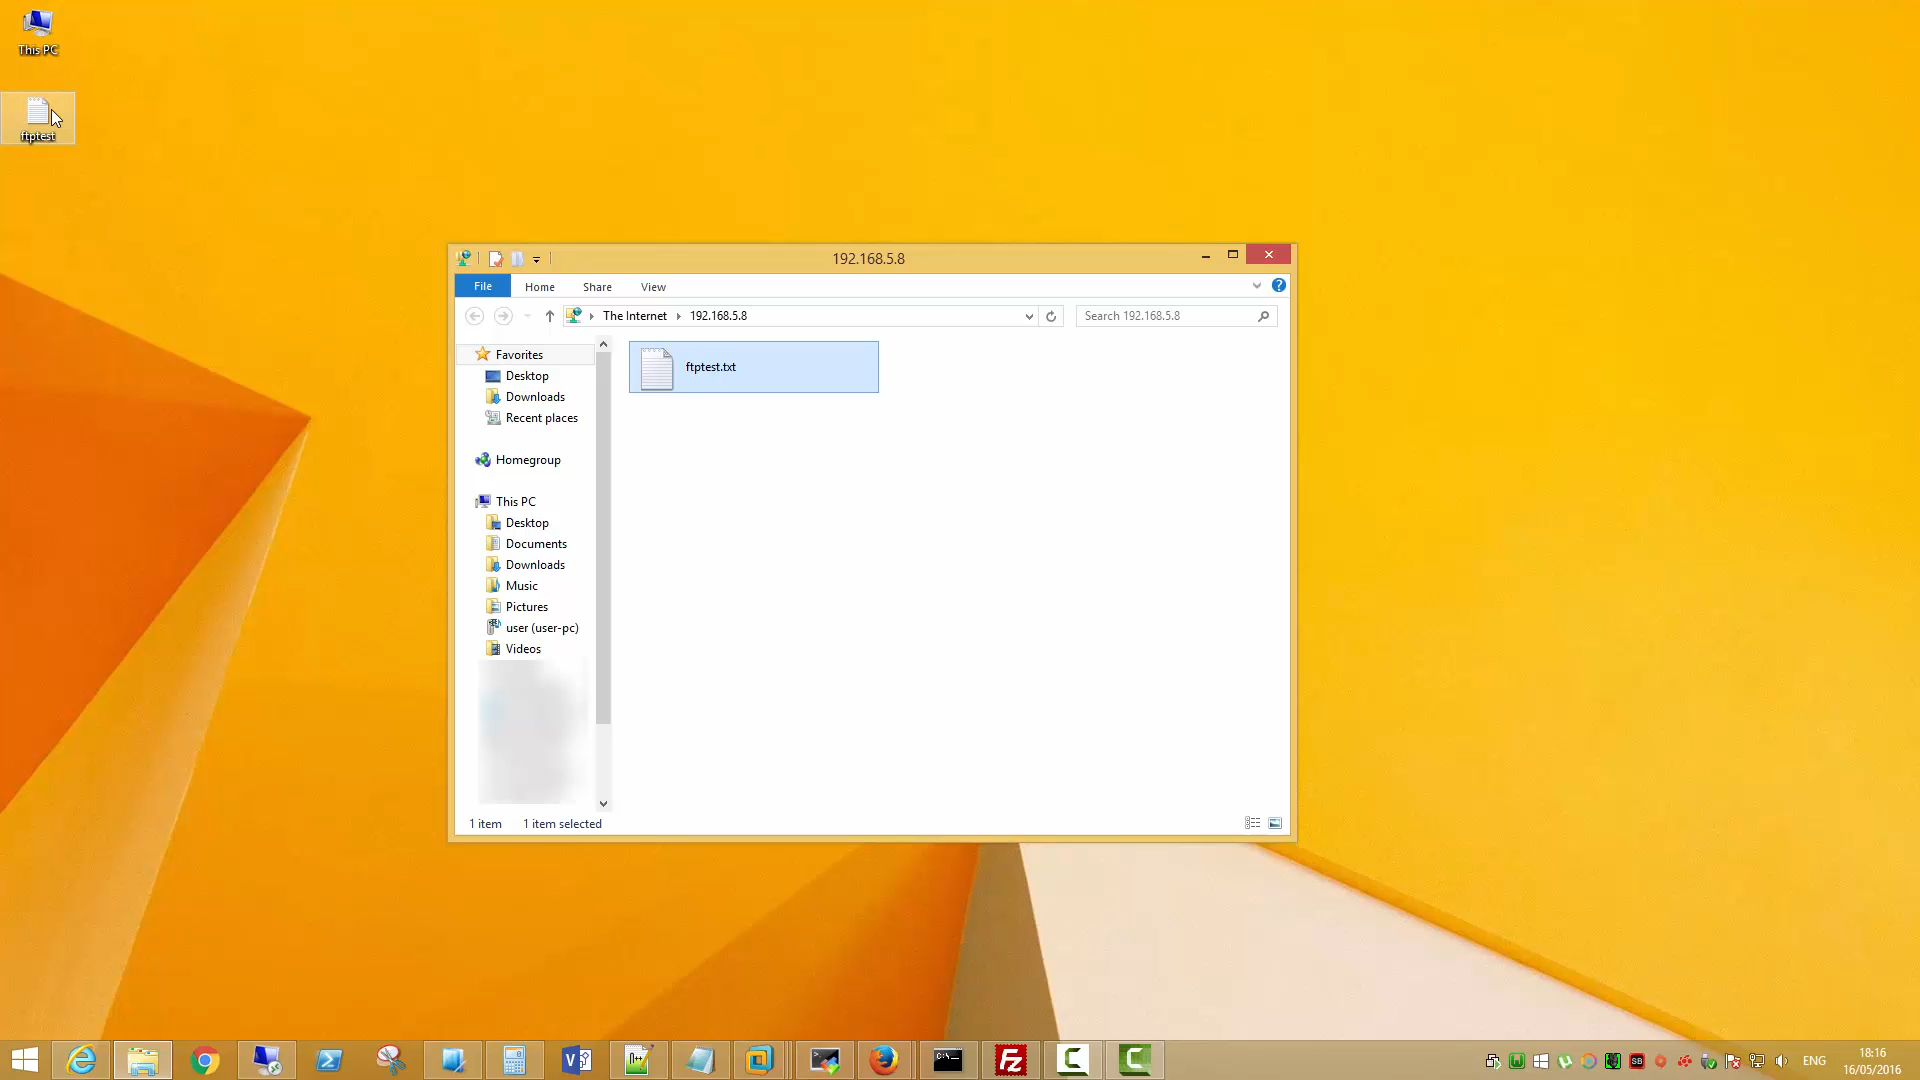 This PC
ftptest
192.168.5.8
File Home Share View
The Internet 192.168.5.8
Search 192.168.5.8
Favorites
Desktop
Downloads
Recent places
Homegroup
This PC
Desktop
Documents
Downloads
Music
Pictures
user (user-pc)
Videos
ftptest.txt
1 item 1 item selected
ENG
18:16
16/05/2016